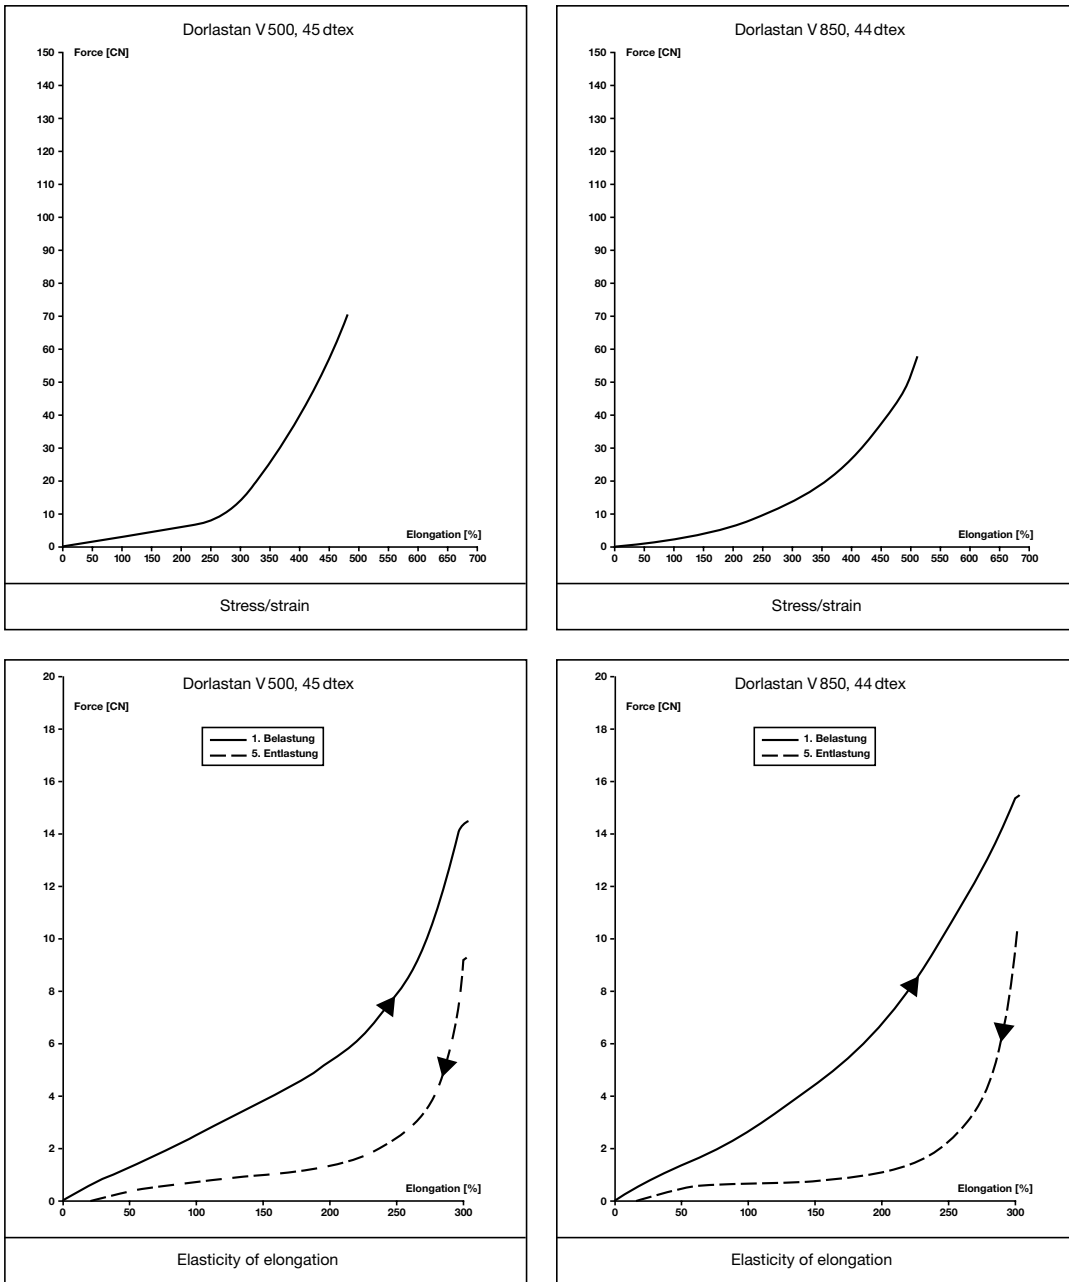 Dorlastan V 500, 45 dtex
Force [CN]
150
140
130
120
110
100
90
80
70
60
50
40
30
20
10
0
Elongation [%]
0 50 100 150 200 250 300 350 400 450 500 550 600 650 700
Stress/strain
Dorlastan V 850, 44 dtex
Force [CN]
150
140
130
120
110
100
90
80
70
60
50
40
30
20
10
0
Elongation [%]
0 50 100 150 200 250 300 350 400 450 500 550 600 650 700
Stress/strain
Dorlastan V 500, 45 dtex
Force [CN]
1. Belastung
5. Entlastung
20
18
16
14
12
10
8
6
4
2
0
Elongation [%]
0 50 100 150 200 250 300
Elasticity of elongation
Dorlastan V 850, 44 dtex
Force [CN]
1. Belastung
5. Entlastung
20
18
16
14
12
10
8
6
4
2
0
Elongation [%]
0 50 100 150 200 250 300
Elasticity of elongation